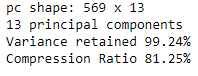 pc shape: 569 x 13
13 principal components
Variance retained 99.24%
Compression Ratio 81.25%